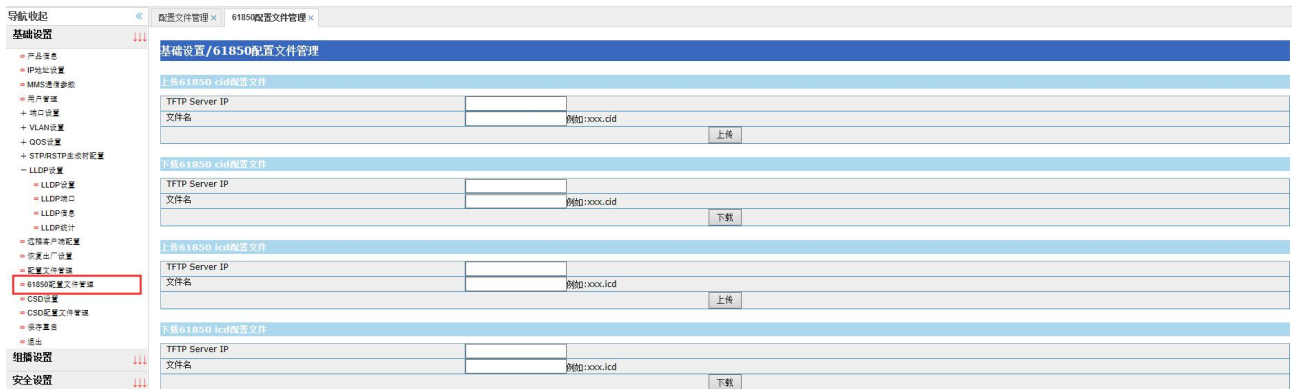 导航收起
基础设置
产品信息
IP地址设置
MMS通信参数
用户管理
+ 端口设置
+ VLAN设置
+ QOS设置
+ STP/RSTP生成树配置
- LLDP设置
LLDP设置
LLDP端口
LLDP信息
LLDP统计
远程客户端配置
恢复出厂设置
配置文件管理
61850配置文件管理
CSD设置
CSD配置文件管理
保存重启
退出
组播设置
安全设置
配置文件管理 × 61850配置文件管理 ×
基础设置/61850配置文件管理
上传61850 cid配置文件
TFTP Server IP
文件名 例如:xxx.cid
上传
下载61850 cid配置文件
TFTP Server IP
文件名 例如:xxx.cid
下载
上传61850 icd配置文件
TFTP Server IP
文件名 例如:xxx.icd
上传
下载61850 icd配置文件
TFTP Server IP
文件名 例如:xxx.icd
下载